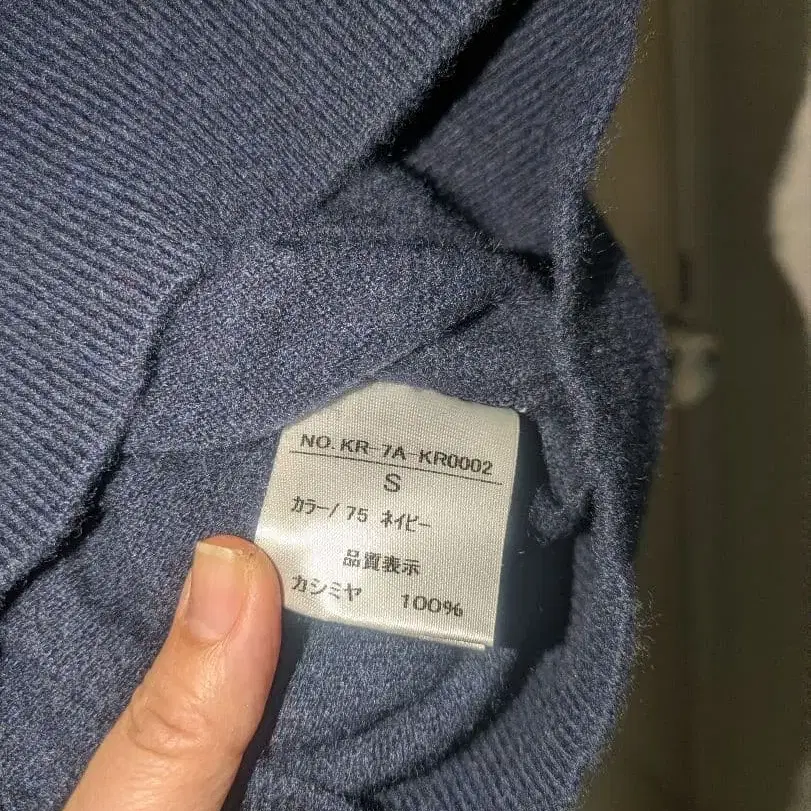 NO. KR-7A-KR0002
S
カラー/ 75 ネイビー
品質表示
カシミヤ 100%